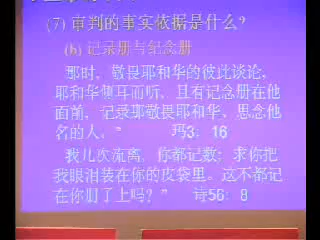 (7) 审判的事实依据是什么？
(b) 记录册与纪念册
那时，敬畏耶和华的彼此谈论，
耶和华侧耳而听，且有纪念册在他
面前，记录那敬畏耶和华、思念他
名的人。” 玛3：16
我几次流离，你都记数；求你把
我眼泪装在你的皮袋里。这不都记
在你册子上吗？” 诗56：8